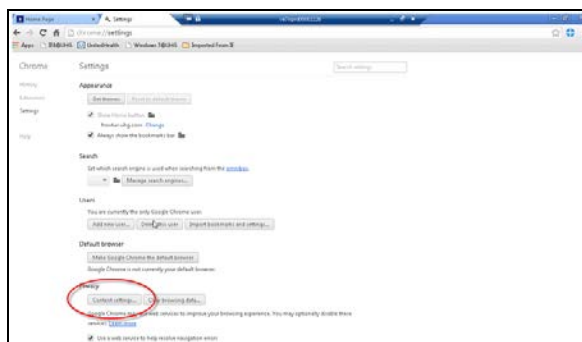 Home Page
Settings
chrome://settings
Apps
UnitedHealth
Imported From IE
Chrome
Settings
Search settings
History
Extensions
Settings
Help
Appearance
Get themes
Reset to default theme
Show Home button
Change
Always show the bookmarks bar
Search
Set which search engine is used when searching from the omnibox.
Manage search engines...
Users
You are currently the only Google Chrome user.
Add new user... Delete this user Import bookmarks and settings...
Default browser
Make Google Chrome the default browser
Google Chrome is not currently your default browser.
Privacy
Content settings... Clear browsing data...
Google Chrome may use web services to improve your browsing experience. You may optionally disable these
services. Learn more
Use a web service to help resolve navigation errors